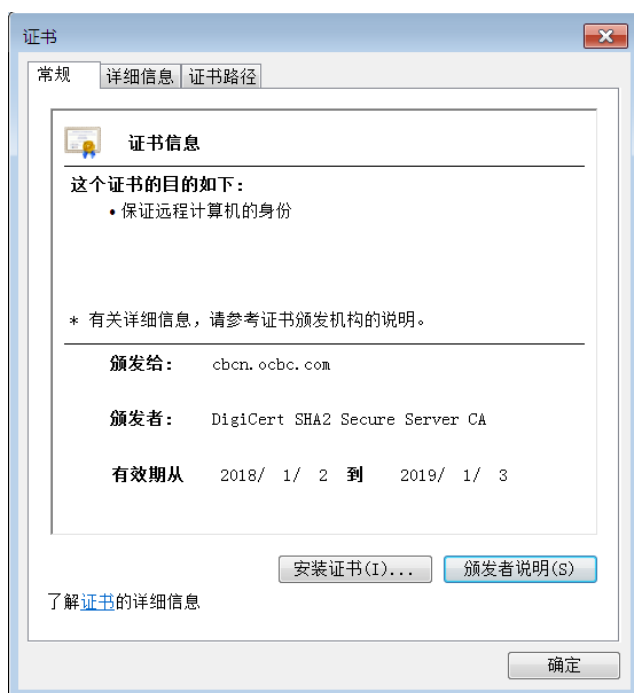 证书
常规 详细信息 证书路径
证书信息
这个证书的目的如下：
• 保证远程计算机的身份
* 有关详细信息，请参考证书颁发机构的说明。
颁发给： cbcn.ocbc.com
颁发者： DigiCert SHA2 Secure Server CA
有效期从 2018/ 1/ 2 到 2019/ 1/ 3
安装证书(I)... 颁发者说明(S)
了解证书的详细信息
确定